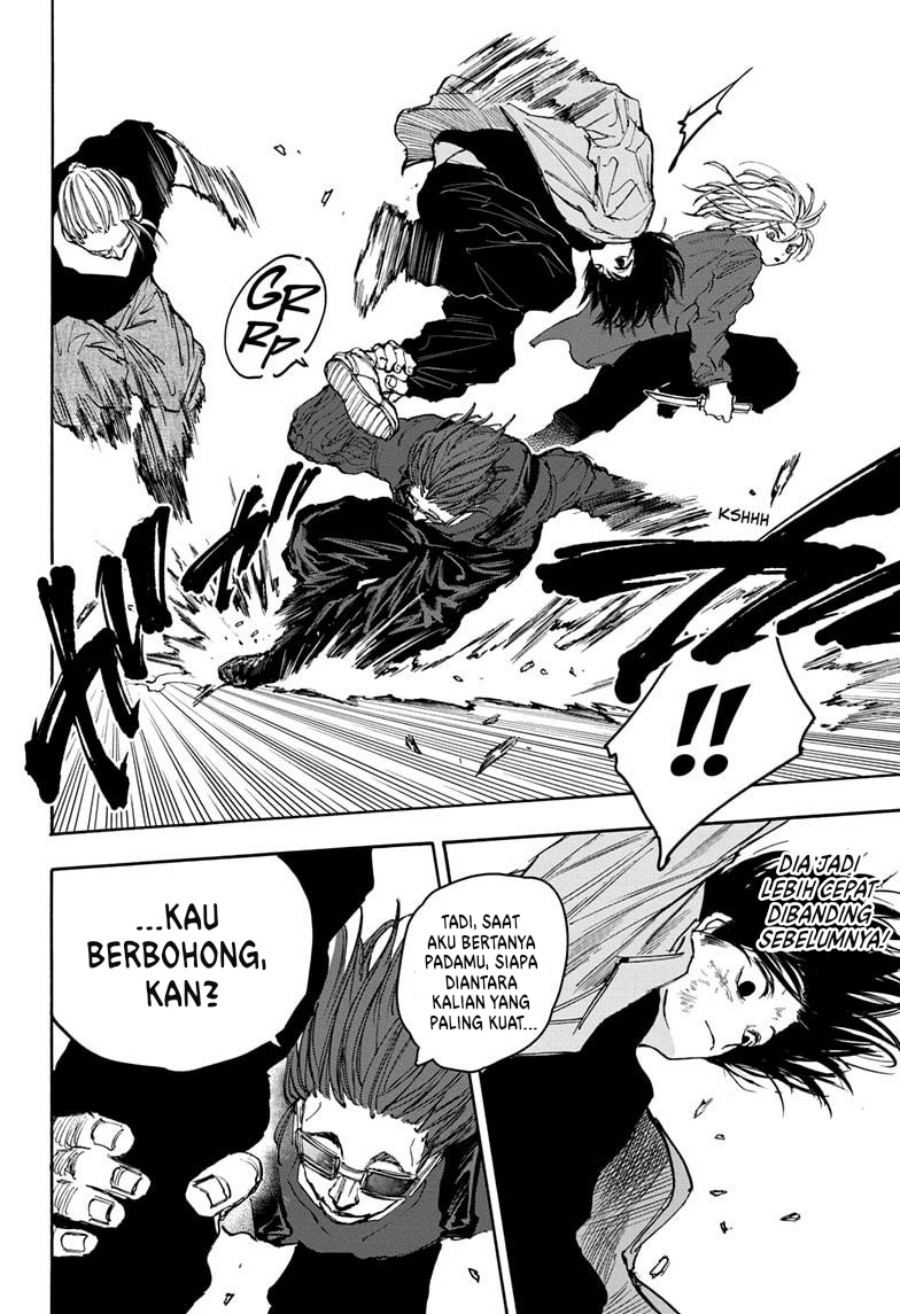 GR
RP
KSHHH
!!
DIA JADI
LEBIH CEPAT
DIBANDING
SEBELUMNYA!
TADI, SAAT
AKU BERTANYA
PADAMU, SIAPA
DIANTARA
KALIAN YANG
PALING KUAT...
...KAU
BERBOHONG,
KAN?